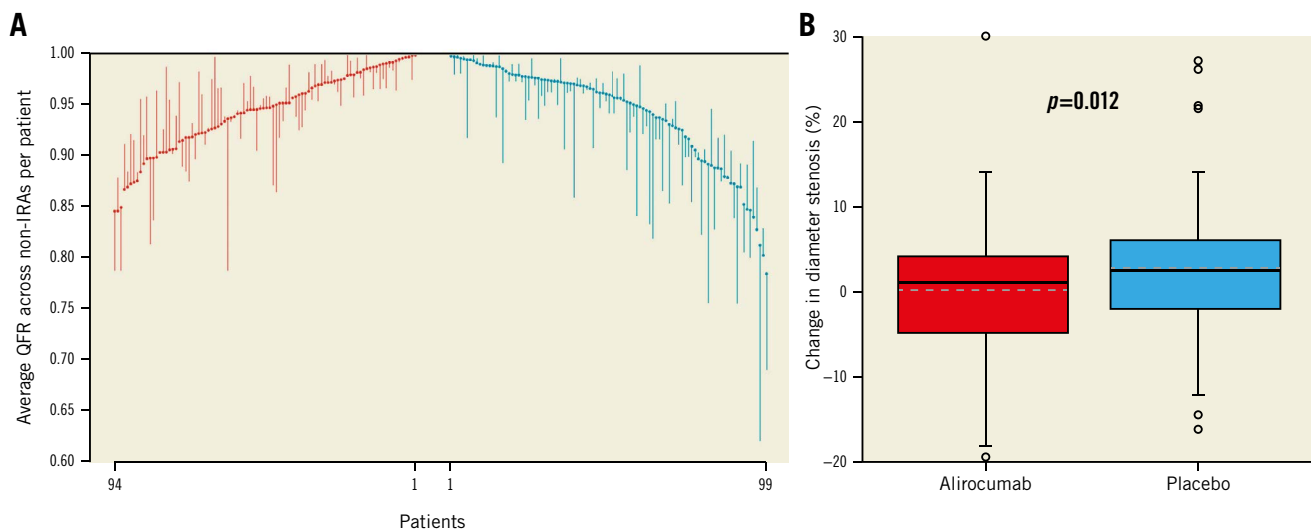 A
Average QFR across non-IRAs per patient
1.00
0.95
0.90
0.85
0.80
0.75
0.70
0.65
0.60
94
1
1
99
Patients
B
Change in diameter stenosis (%)
30
20
10
0
−10
−20
p=0.012
Alirocumab
Placebo